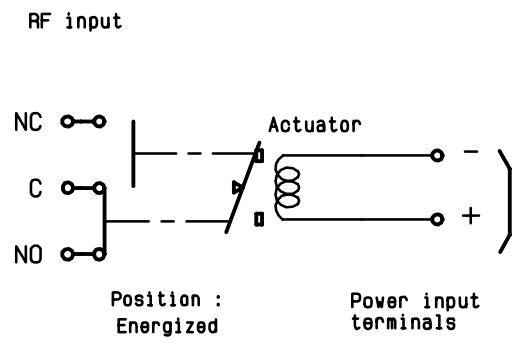 RF input
NC
Actuator
-
C
+
NO
Position :
Energized
Power input
terminals